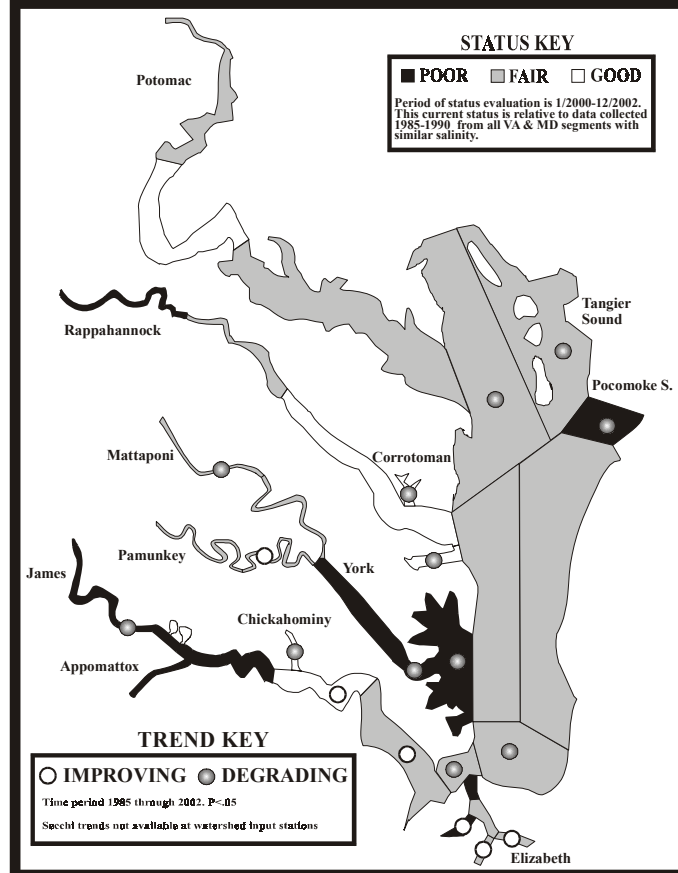 STATUS KEY
POOR FAIR GOOD
Period of status evaluation is 1/2000-12/2002.
This current status is relative to data collected
1985-1990 from all VA & MD segments with
similar salinity.
Potomac
Tangier
Sound
Rappahannock
Pocomoke S.
Mattaponi
Corrotoman
Pamunkey
York
James
Chickahominy
Appomattox
TREND KEY
IMPROVING DEGRADING
Time period 1985 through 2002. P<.05
Secchi trends not available at watershed input stations
Elizabeth